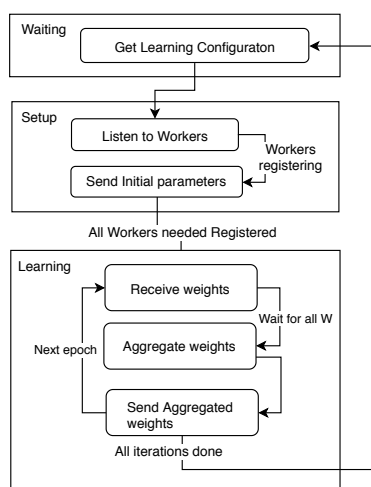 Waiting
Get Learning Configuraton
Setup
Listen to Workers
Workers
registering
Send Initial parameters
All Workers needed Registered
Learning
Receive weights
Wait for all W
Next epoch
Aggregate weights
Send Aggregated
weights
All iterations done